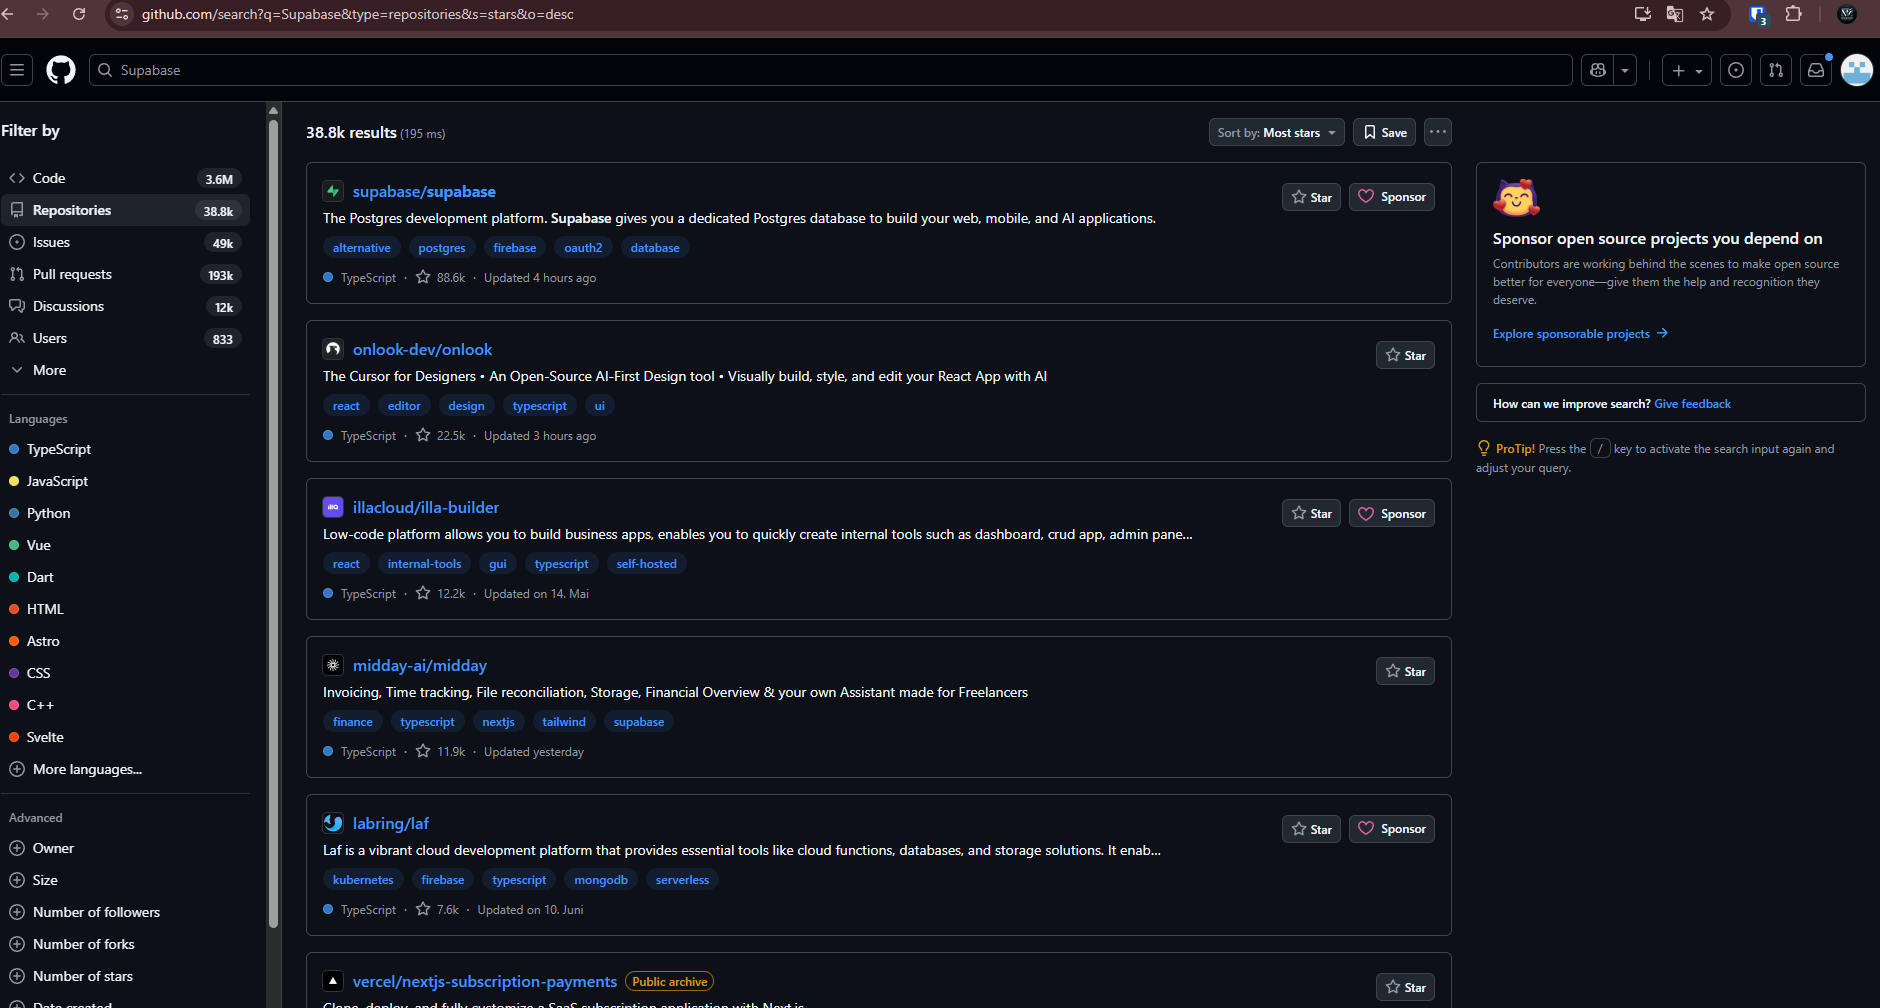 github.com/search?q=Supabase&type=repositories&s=stars&o=desc
3
Supabase
Filter by
Code 3.6M
Repositories 38.8k
Issues 49k
Pull requests 193k
Discussions 12k
Users 833
More
Languages
TypeScript
JavaScript
Python
Vue
Dart
HTML
Astro
CSS
C++
Svelte
More languages...
Advanced
Owner
Size
Number of followers
Number of forks
Number of stars
Date created
38.8k results (195 ms)
Sort by: Most stars
Save
supabase/supabase
Star
Sponsor
The Postgres development platform. Supabase gives you a dedicated Postgres database to build your web, mobile, and AI applications.
alternative postgres firebase oauth2 database
TypeScript · 88.6k · Updated 4 hours ago
onlook-dev/onlook
Star
The Cursor for Designers • An Open-Source AI-First Design tool • Visually build, style, and edit your React App with AI
react editor design typescript ui
TypeScript · 22.5k · Updated 3 hours ago
illa
illacloud/illa-builder
Star
Sponsor
Low-code platform allows you to build business apps, enables you to quickly create internal tools such as dashboard, crud app, admin pane...
react internal-tools gui typescript self-hosted
TypeScript · 12.2k · Updated on 14. Mai
midday-ai/midday
Star
Invoicing, Time tracking, File reconciliation, Storage, Financial Overview & your own Assistant made for Freelancers
finance typescript nextjs tailwind supabase
TypeScript · 11.9k · Updated yesterday
labring/laf
Star
Sponsor
Laf is a vibrant cloud development platform that provides essential tools like cloud functions, databases, and storage solutions. It enab...
kubernetes firebase typescript mongodb serverless
TypeScript · 7.6k · Updated on 10. Juni
vercel/nextjs-subscription-payments Public archive
Star
Clone, deploy, and fully customize a SaaS subscription application with Next.js
Sponsor open source projects you depend on
Contributors are working behind the scenes to make open source
better for everyone—give them the help and recognition they
deserve.
Explore sponsorable projects
How can we improve search? Give feedback
ProTip! Press the / key to activate the search input again and
adjust your query.